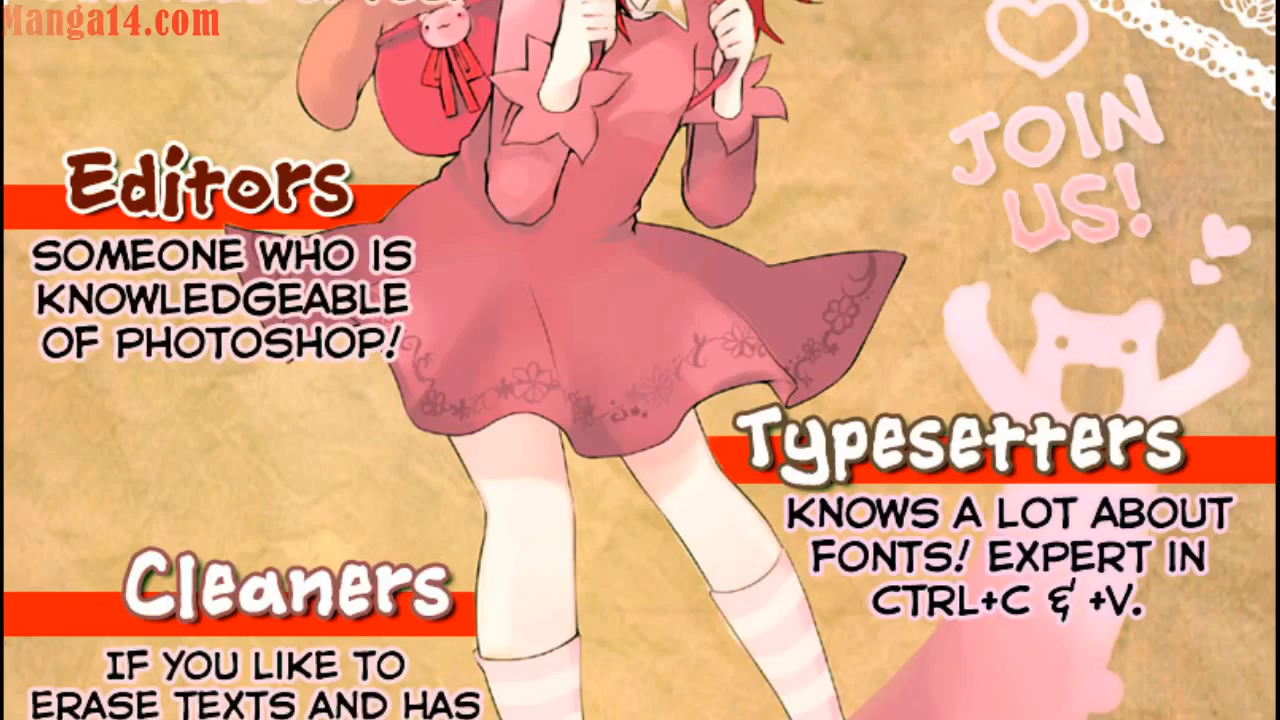 Manga14.com
JOIN
US!
Editors
SOMEONE WHO IS
KNOWLEDGEABLE
OF PHOTOSHOP!
Typesetters
KNOWS A LOT ABOUT
FONTS! EXPERT IN
CTRL+C & +V.
Cleaners
IF YOU LIKE TO
ERASE TEXTS AND HAS